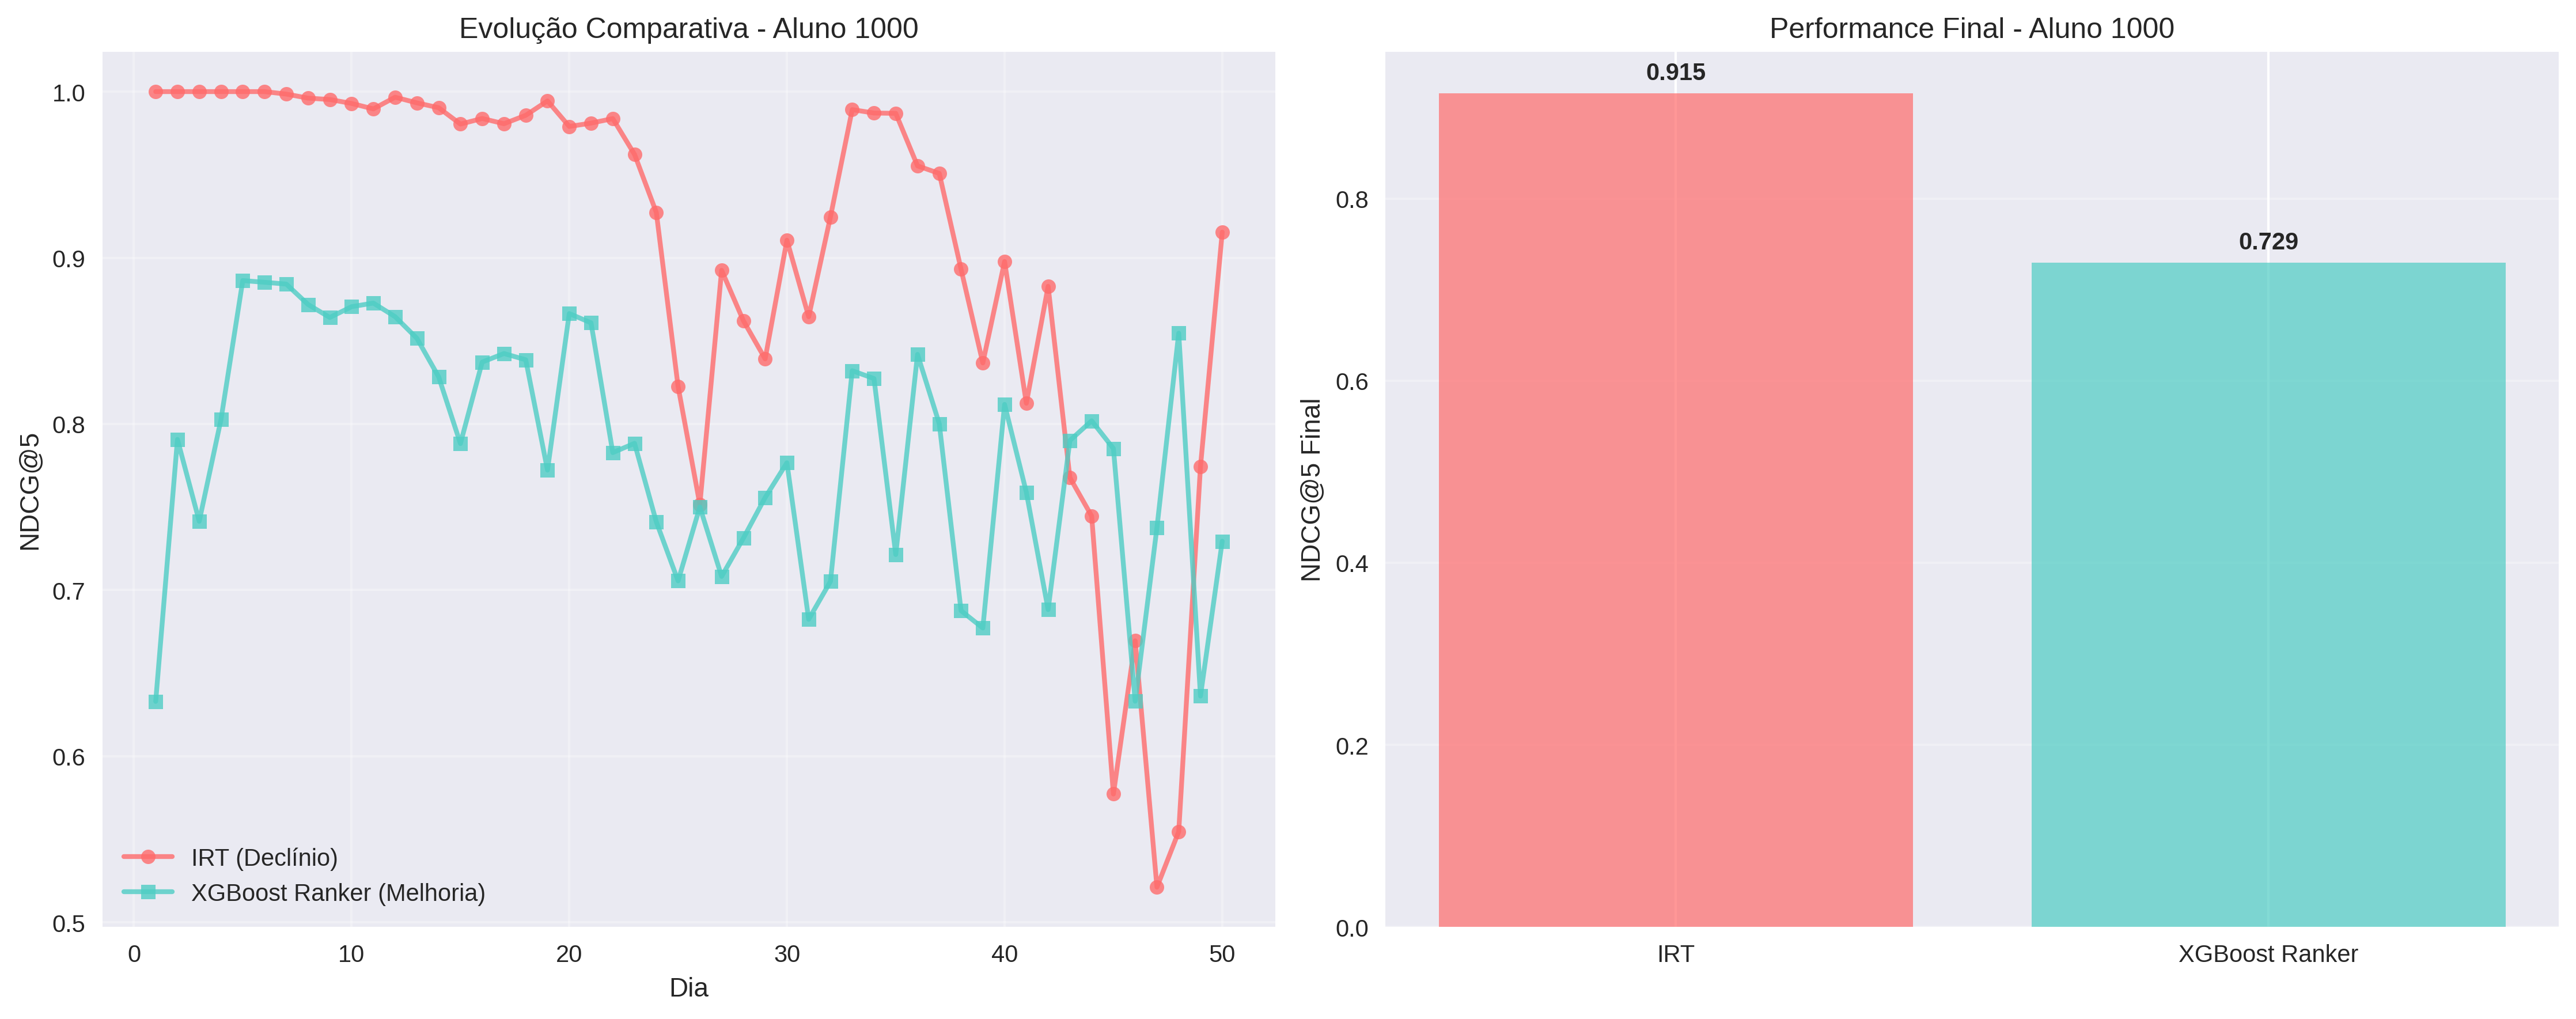 Evolução Comparativa - Aluno 1000
NDCG@5
1.0
0.9
0.8
0.7
0.6
0.5
0
10
20
30
40
50
Dia
IRT (Declínio)
XGBoost Ranker (Melhoria)
Performance Final - Aluno 1000
NDCG@5 Final
0.8
0.6
0.4
0.2
0.0
0.915
0.729
IRT
XGBoost Ranker